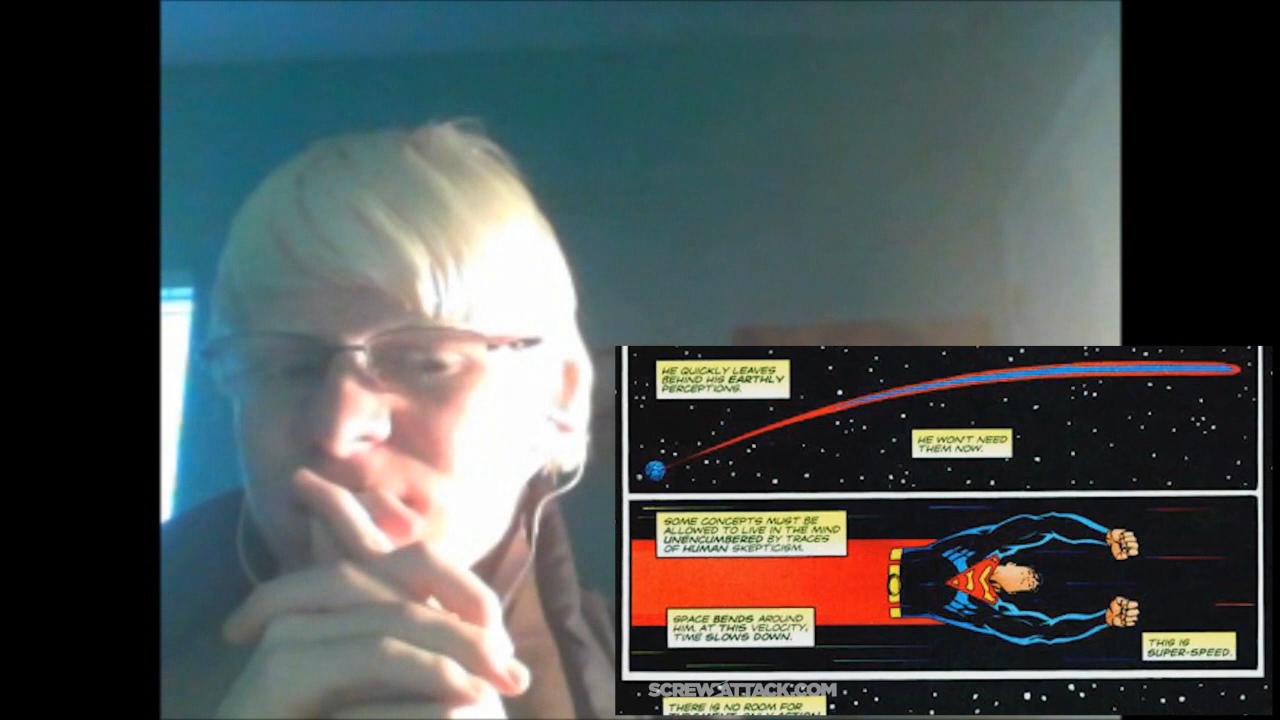 HE QUICKLY LEAVES
BEHIND HIS EARTHLY
PERCEPTIONS.
HE WON'T NEED
THEM NOW.
SOME CONCEPTS MUST BE
ALLOWED TO LIVE IN THE MIND
UNENCUMBERED BY TRACES
OF HUMAN SKEPTICISM.
SPACE BENDS AROUND
HIM. AT THIS VELOCITY,
TIME SLOWS DOWN.
THIS IS
SUPER-SPEED.
SCREWATTACK.COM
THERE IS NO ROOM FOR